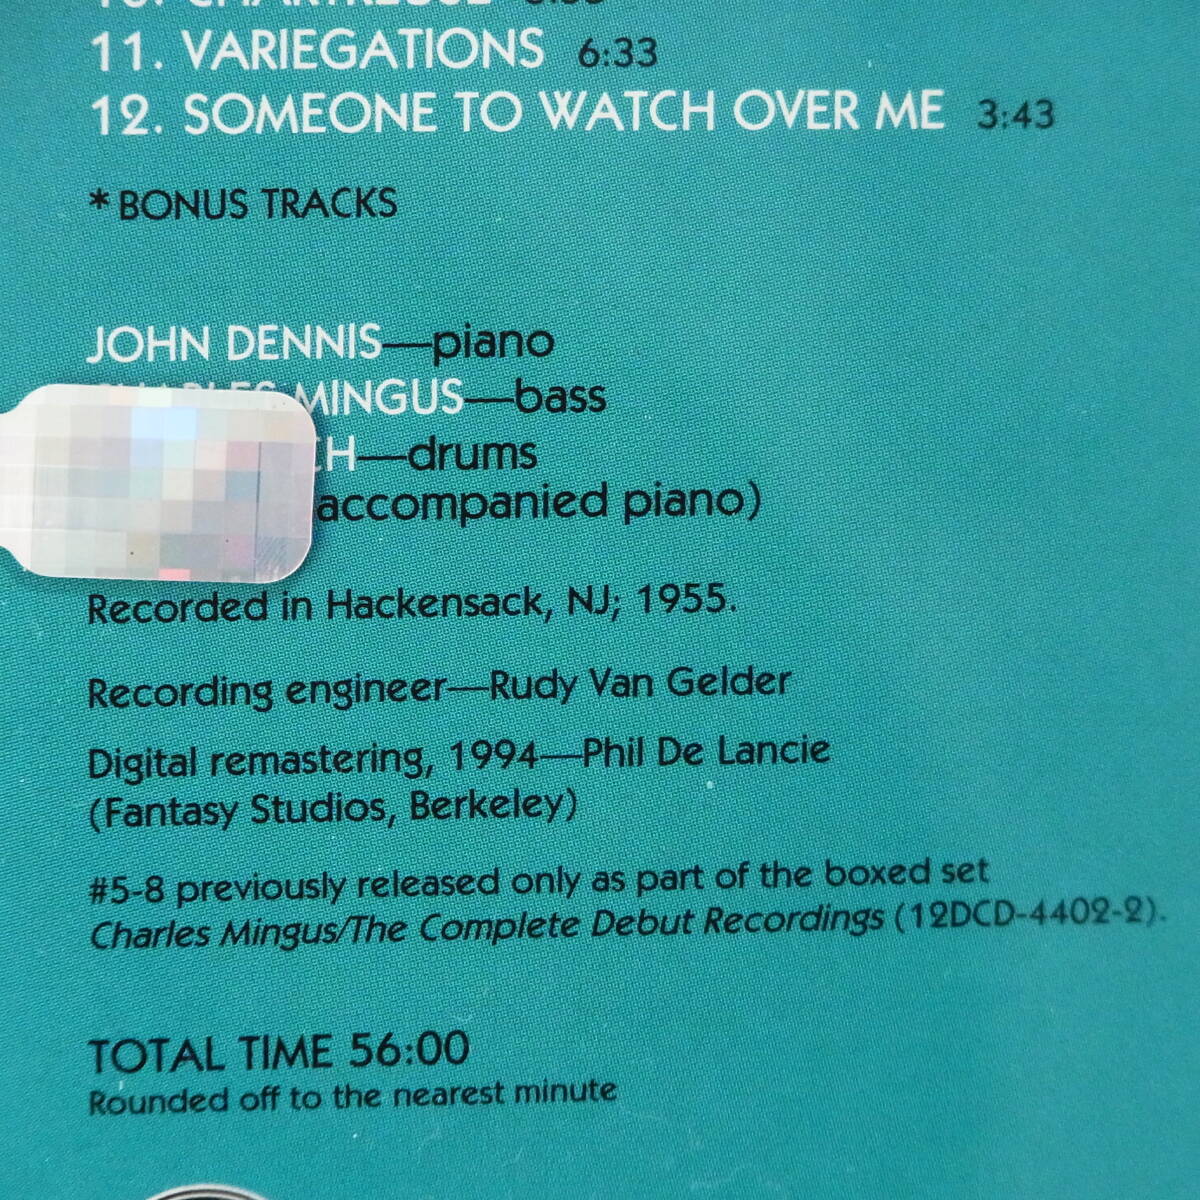 11. VARIEGATIONS 6:33
12. SOMEONE TO WATCH OVER ME 3:43
* BONUS TRACKS
JOHN DENNIS—piano
MINGUS—bass
—drums
accompanied piano)
Recorded in Hackensack, NJ; 1955.
Recording engineer—Rudy Van Gelder
Digital remastering, 1994—Phil De Lancie
(Fantasy Studios, Berkeley)
#5-8 previously released only as part of the boxed set
Charles Mingus/The Complete Debut Recordings (12DCD-4402-2).
TOTAL TIME 56:00
Rounded off to the nearest minute